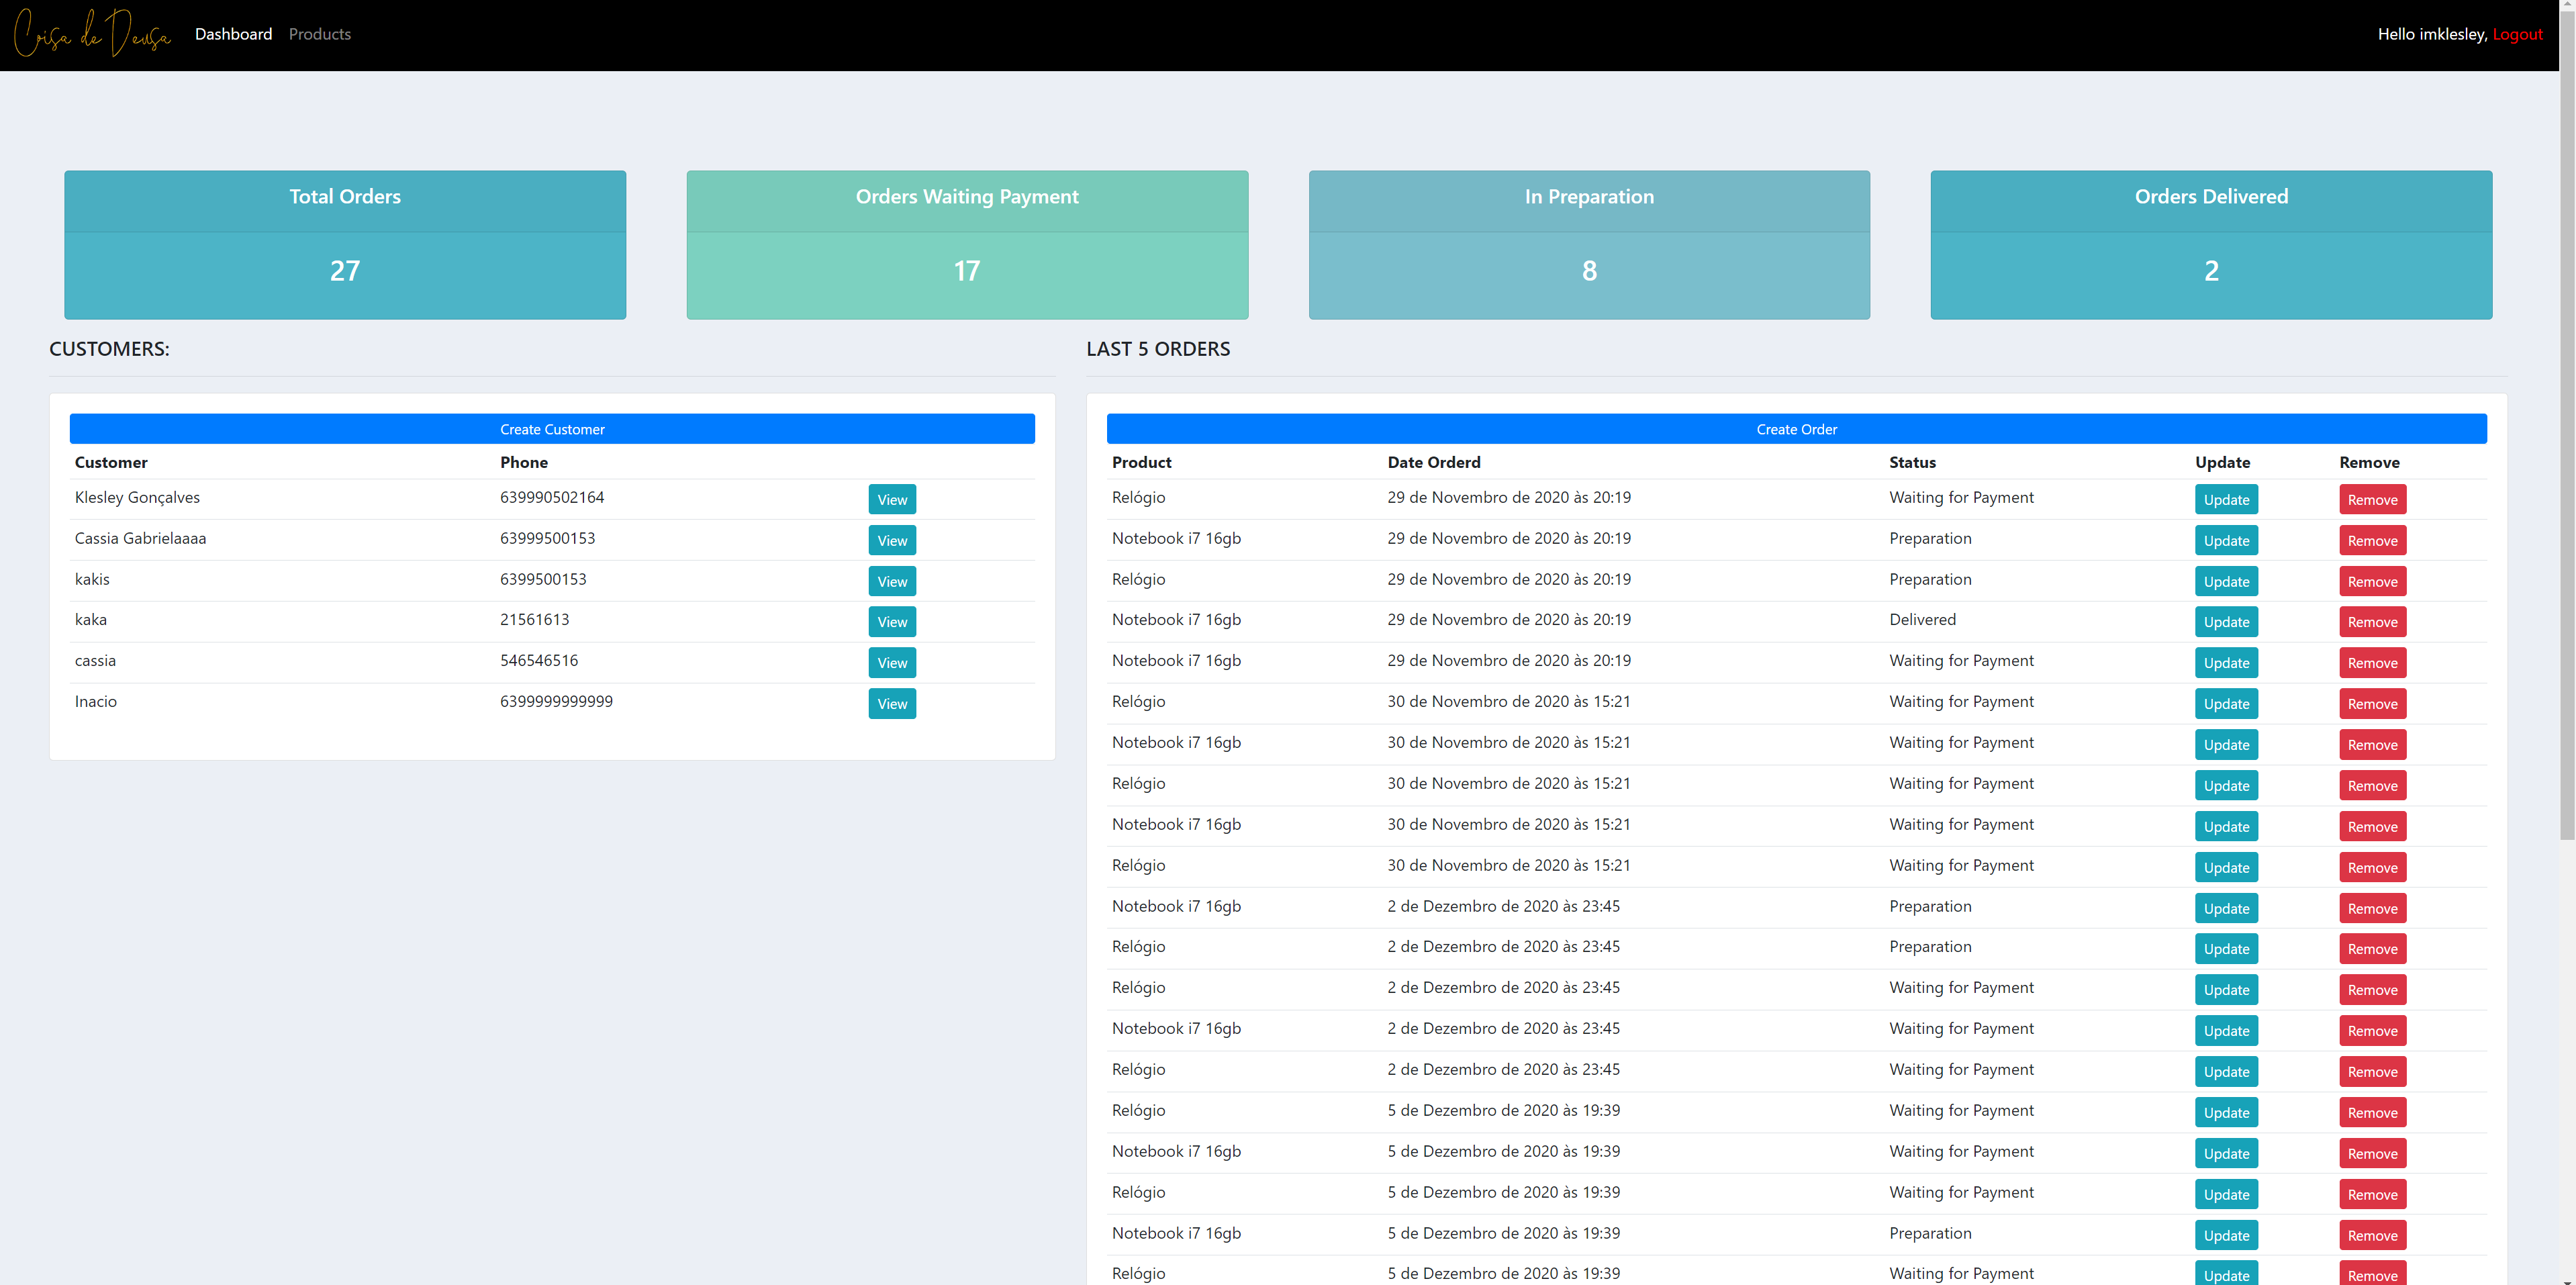 Coisa de Deusa Dashboard Products Hello imklesley, Logout
Total Orders
27
Orders Waiting Payment
17
In Preparation
8
Orders Delivered
2
CUSTOMERS:
Create Customer
Customer Phone
Klesley Gonçalves 639990502164 View
Cassia Gabrielaaaa 63999500153 View
kakis 6399500153 View
kaka 21561613 View
cassia 546546516 View
Inacio 6399999999999 View
LAST 5 ORDERS
Create Order
Product Date Orderd Status Update Remove
Relógio 29 de Novembro de 2020 às 20:19 Waiting for Payment Update Remove
Notebook i7 16gb 29 de Novembro de 2020 às 20:19 Preparation Update Remove
Relógio 29 de Novembro de 2020 às 20:19 Preparation Update Remove
Notebook i7 16gb 29 de Novembro de 2020 às 20:19 Delivered Update Remove
Notebook i7 16gb 29 de Novembro de 2020 às 20:19 Waiting for Payment Update Remove
Relógio 30 de Novembro de 2020 às 15:21 Waiting for Payment Update Remove
Notebook i7 16gb 30 de Novembro de 2020 às 15:21 Waiting for Payment Update Remove
Relógio 30 de Novembro de 2020 às 15:21 Waiting for Payment Update Remove
Notebook i7 16gb 30 de Novembro de 2020 às 15:21 Waiting for Payment Update Remove
Relógio 30 de Novembro de 2020 às 15:21 Waiting for Payment Update Remove
Notebook i7 16gb 2 de Dezembro de 2020 às 23:45 Preparation Update Remove
Relógio 2 de Dezembro de 2020 às 23:45 Preparation Update Remove
Relógio 2 de Dezembro de 2020 às 23:45 Waiting for Payment Update Remove
Notebook i7 16gb 2 de Dezembro de 2020 às 23:45 Waiting for Payment Update Remove
Relógio 2 de Dezembro de 2020 às 23:45 Waiting for Payment Update Remove
Relógio 5 de Dezembro de 2020 às 19:39 Waiting for Payment Update Remove
Notebook i7 16gb 5 de Dezembro de 2020 às 19:39 Waiting for Payment Update Remove
Relógio 5 de Dezembro de 2020 às 19:39 Waiting for Payment Update Remove
Notebook i7 16gb 5 de Dezembro de 2020 às 19:39 Preparation Update Remove
Relógio 5 de Dezembro de 2020 às 19:39 Waiting for Payment Update Remove